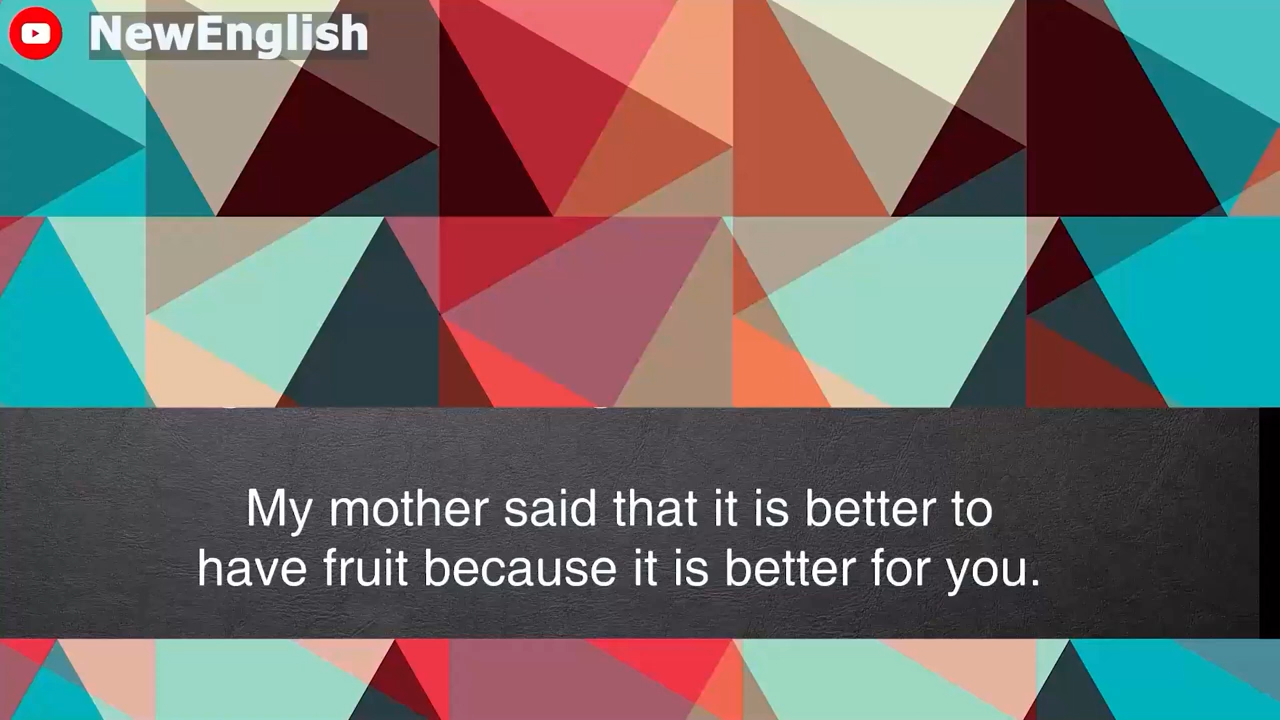 NewEnglish
My mother said that it is better to
have fruit because it is better for you.